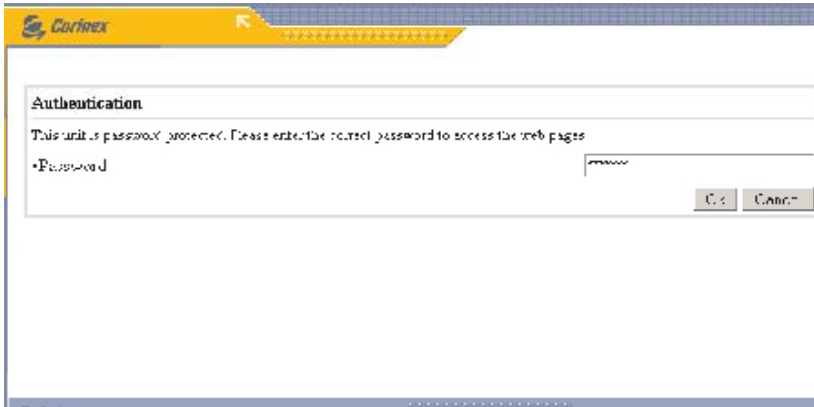 Corinex
Authentication
This unit is password protected. Please enter the correct password to access the web pages
•Password
Ok Cancel